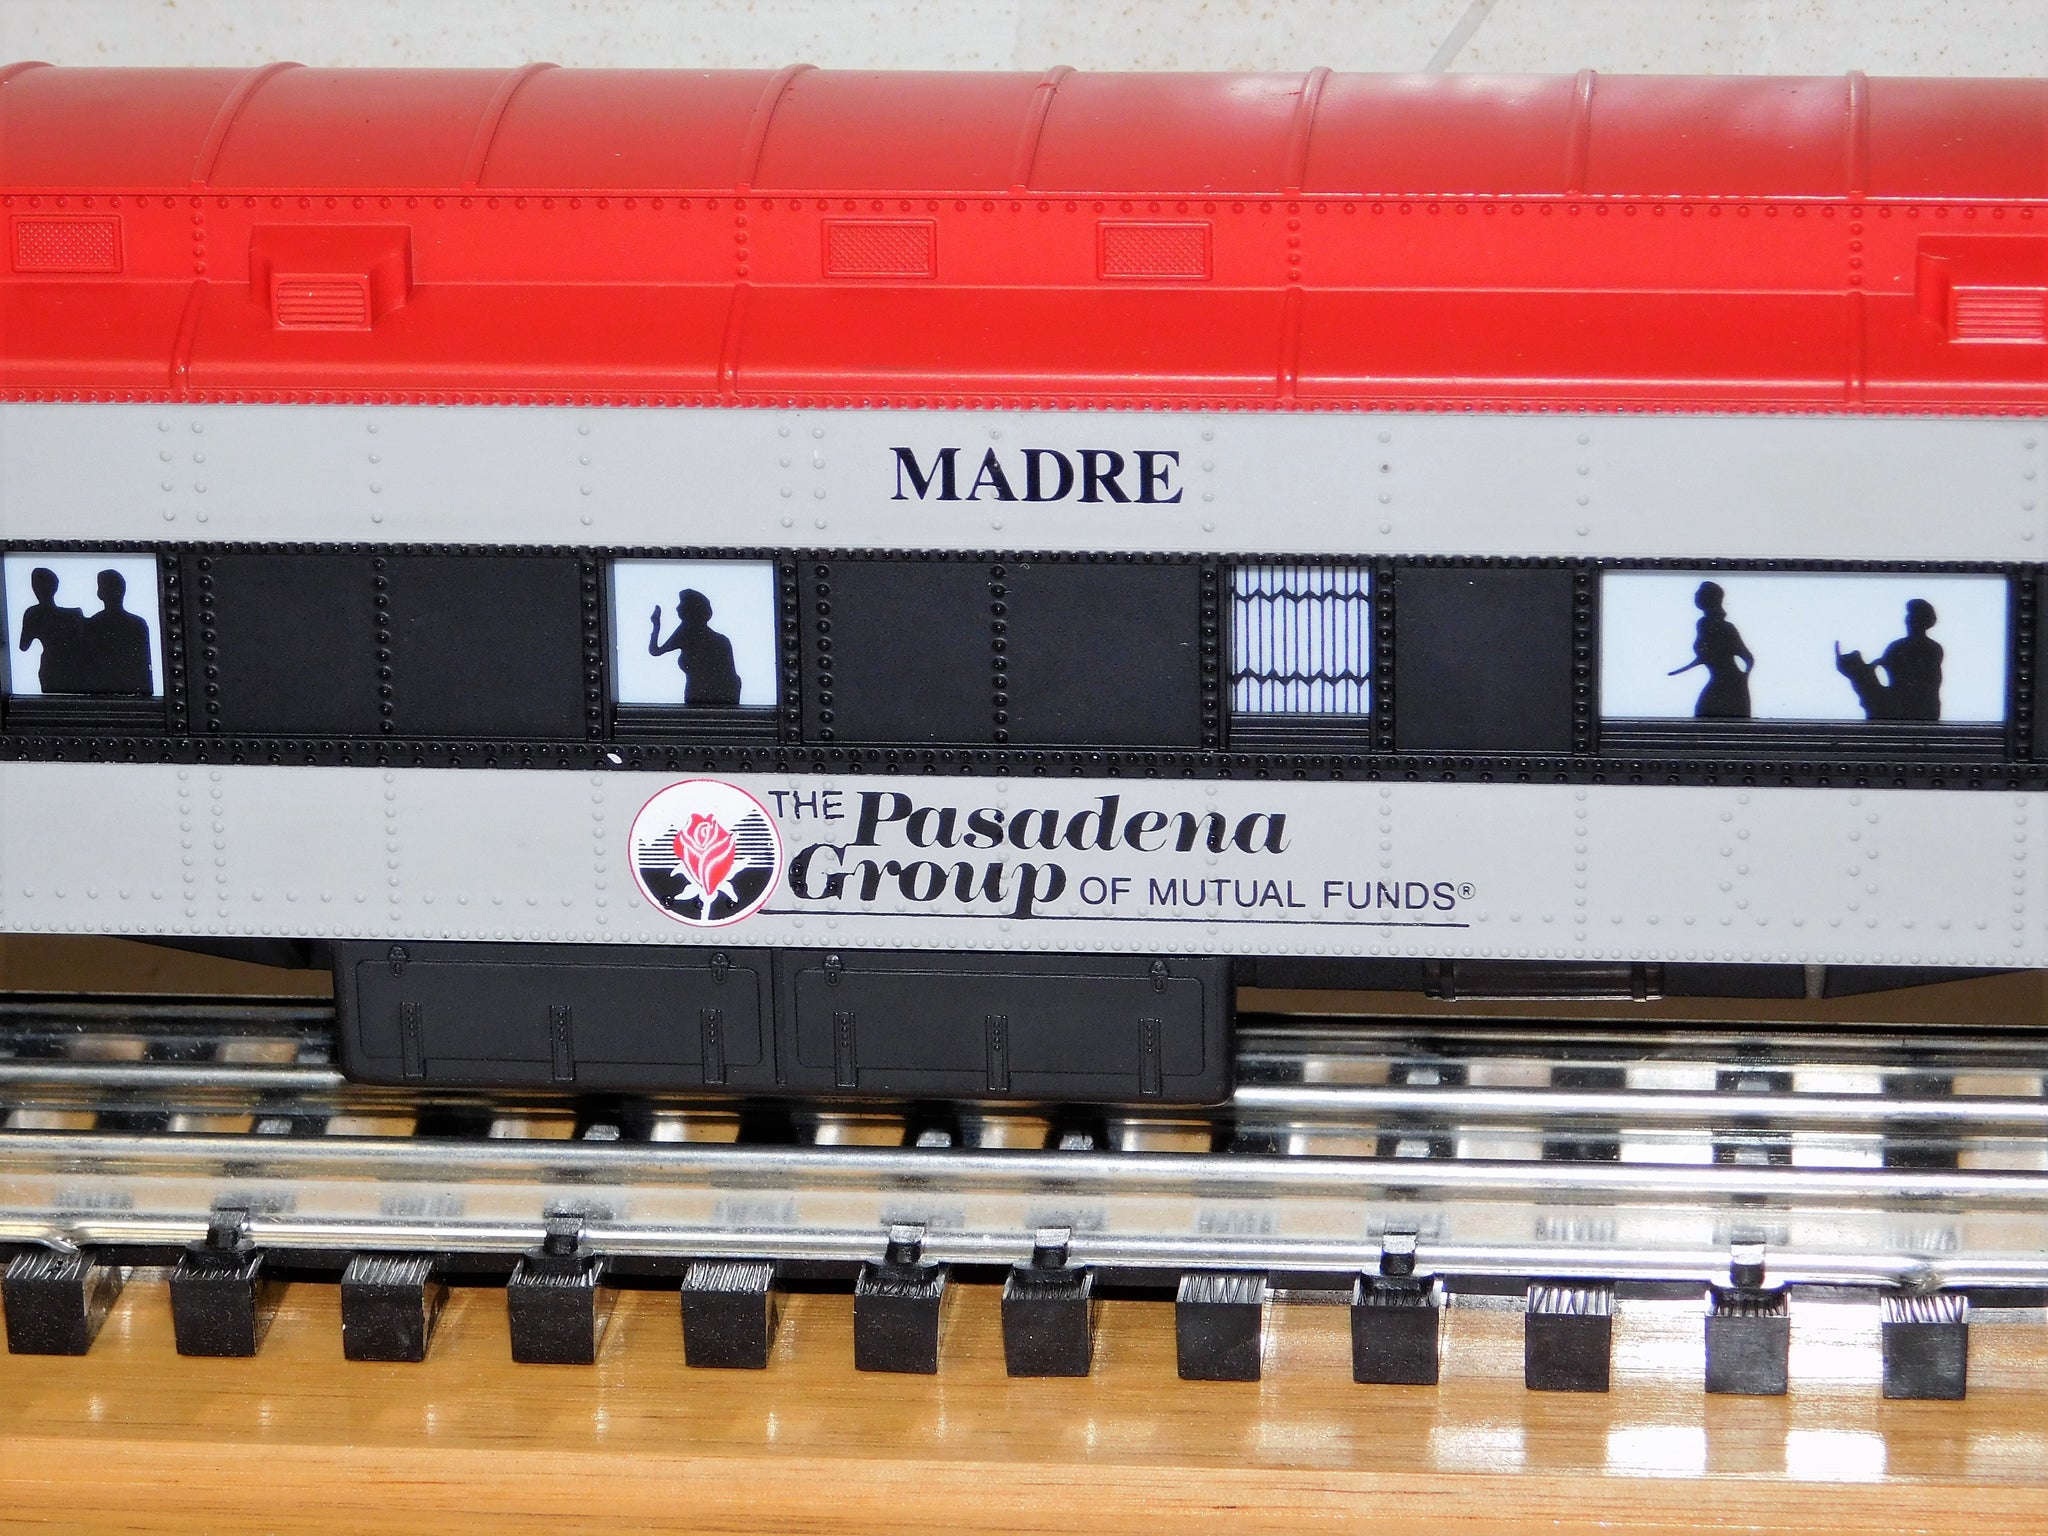 MADRE
THE Pasadena
Group OF MUTUAL FUNDS®